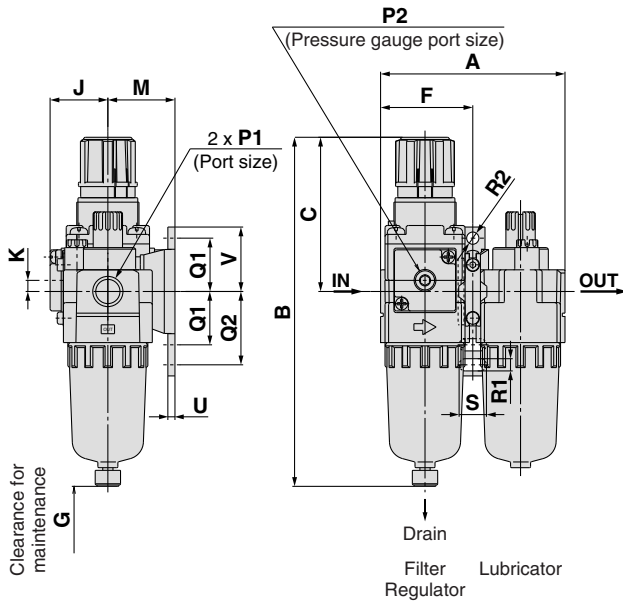 P2
(Pressure gauge port size)
A
J
M
F
2 x P1
(Port size)
R2
C
K
Q1
V
IN
OUT
B
Q1
Q2
OUT
S
R1
U
G
Clearance for
maintenance
Drain
Filter
Regulator
Lubricator